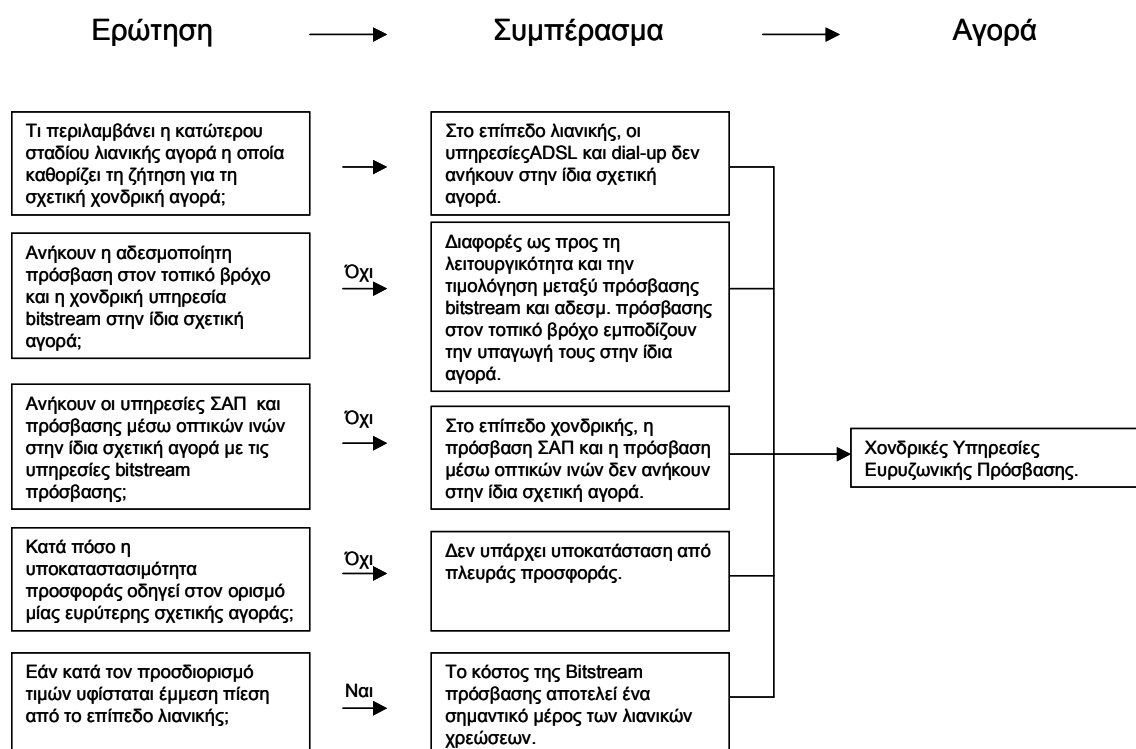 Ερώτηση
Συμπέρασμα
Αγορά
Τι περιλαμβάνει η κατώτερου
σταδίου λιανικής αγορά η οποία
καθορίζει τη ζήτηση για τη
σχετική χονδρική αγορά;
Στο επίπεδο λιανικής, οι
υπηρεσίεςADSL και dial-up δεν
ανήκουν στην ίδια σχετική
αγορά.
Ανήκουν η αδεσμοποίητη
πρόσβαση στον τοπικό βρόχο
και η χονδρική υπηρεσία
bitstream στην ίδια σχετική
αγορά;
Όχι
Διαφορές ως προς τη
λειτουργικότητα και την
τιμολόγηση μεταξύ πρόσβασης
bitstream και αδεσμ. πρόσβασης
στον τοπικό βρόχο εμποδίζουν
την υπαγωγή τους στην ίδια
αγορά.
Ανήκουν οι υπηρεσίες ΣΑΠ και
πρόσβασης μέσω οπτικών ινών
στην ίδια σχετική αγορά με τις
υπηρεσίες bitstream
πρόσβασης;
Όχι
Στο επίπεδο χονδρικής, η
πρόσβαση ΣΑΠ και η πρόσβαση
μέσω οπτικών ινών δεν ανήκουν
στην ίδια σχετική αγορά.
Χονδρικές Υπηρεσίες
Ευρυζωνικής Πρόσβασης.
Κατά πόσο η
υποκαταστασιμότητα
προσφοράς οδηγεί στον ορισμό
μίας ευρύτερης σχετικής αγοράς;
Όχι
Δεν υπάρχει υποκατάσταση από
πλευράς προσφοράς.
Εάν κατά τον προσδιορισμό
τιμών υφίσταται έμμεση πίεση
από το επίπεδο λιανικής;
Ναι
Το κόστος της Bitstream
πρόσβασης αποτελεί ένα
σημαντικό μέρος των λιανικών
χρεώσεων.